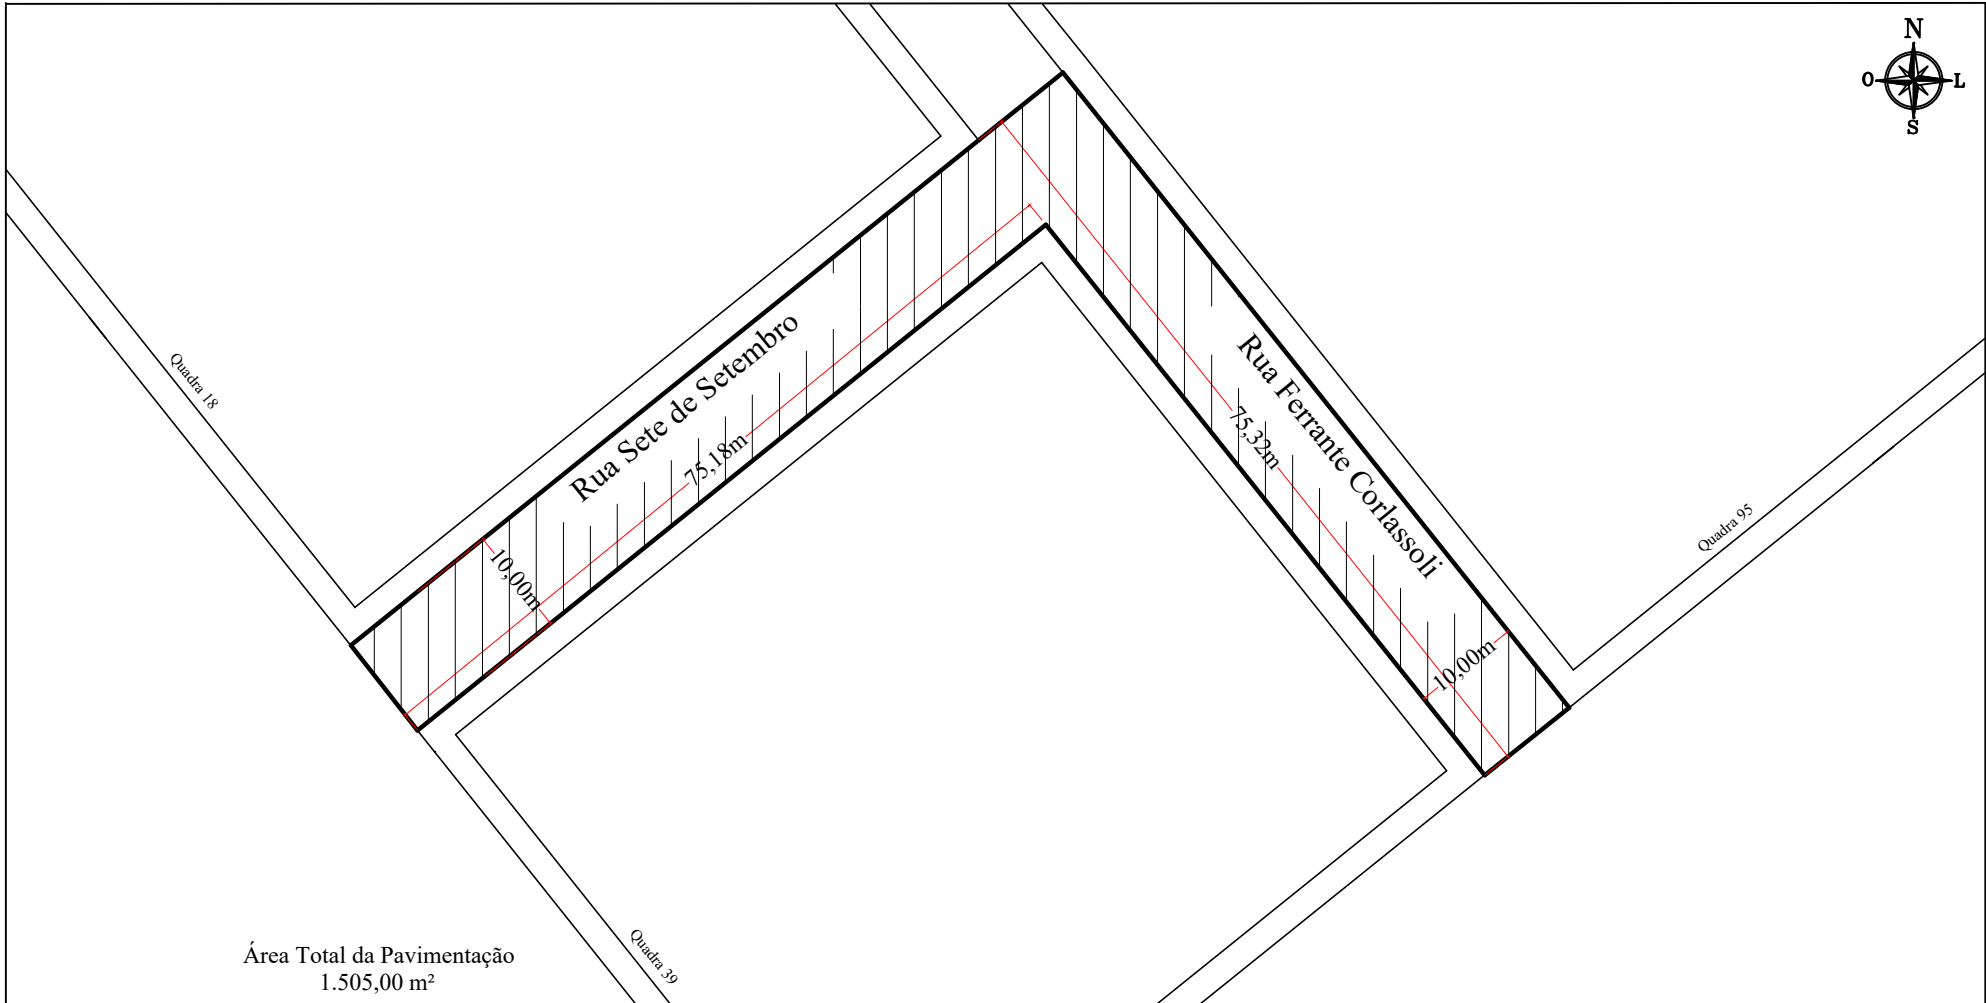 N
O
L
S
Rua Sete de Setembro
75,18m
10,00m
Rua Ferrante Corlassoli
75,32m
10,00m
Quadra 18
Quadra 95
Quadra 39
Área Total da Pavimentação
1.505,00 m²